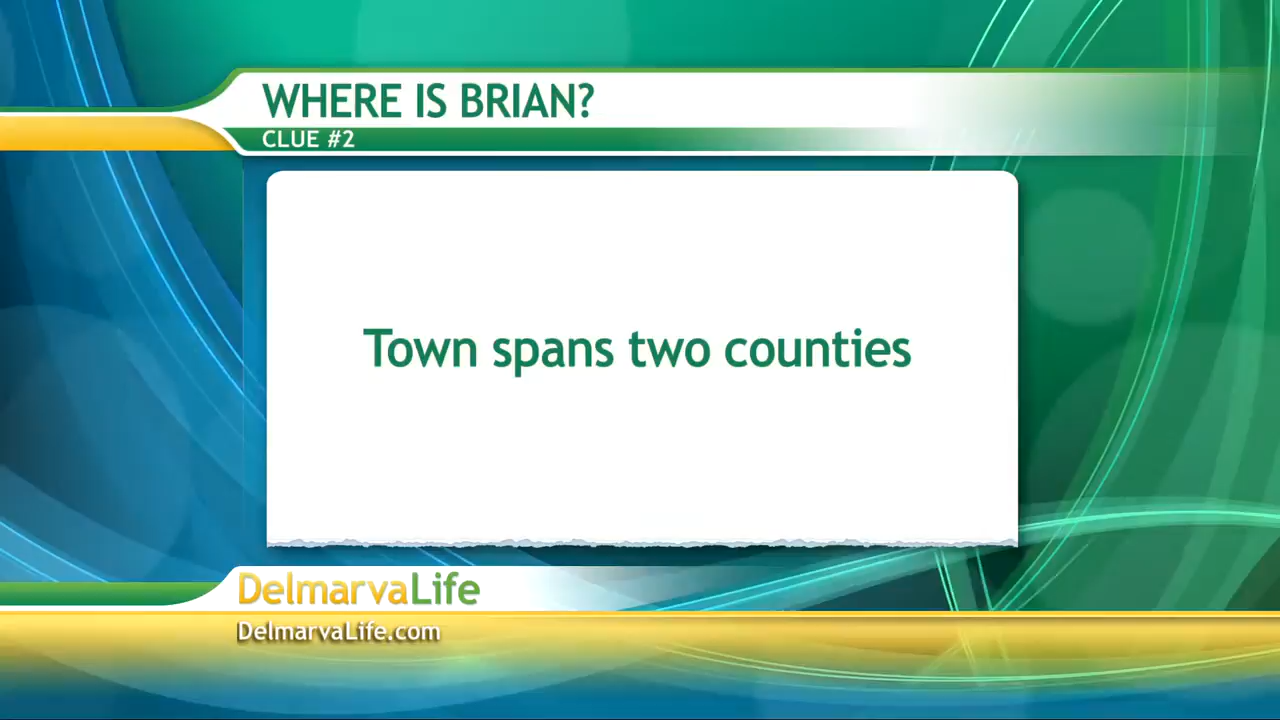 WHERE IS BRIAN?
CLUE #2
Town spans two counties
DelmarvaLife
DelmarvaLife.com